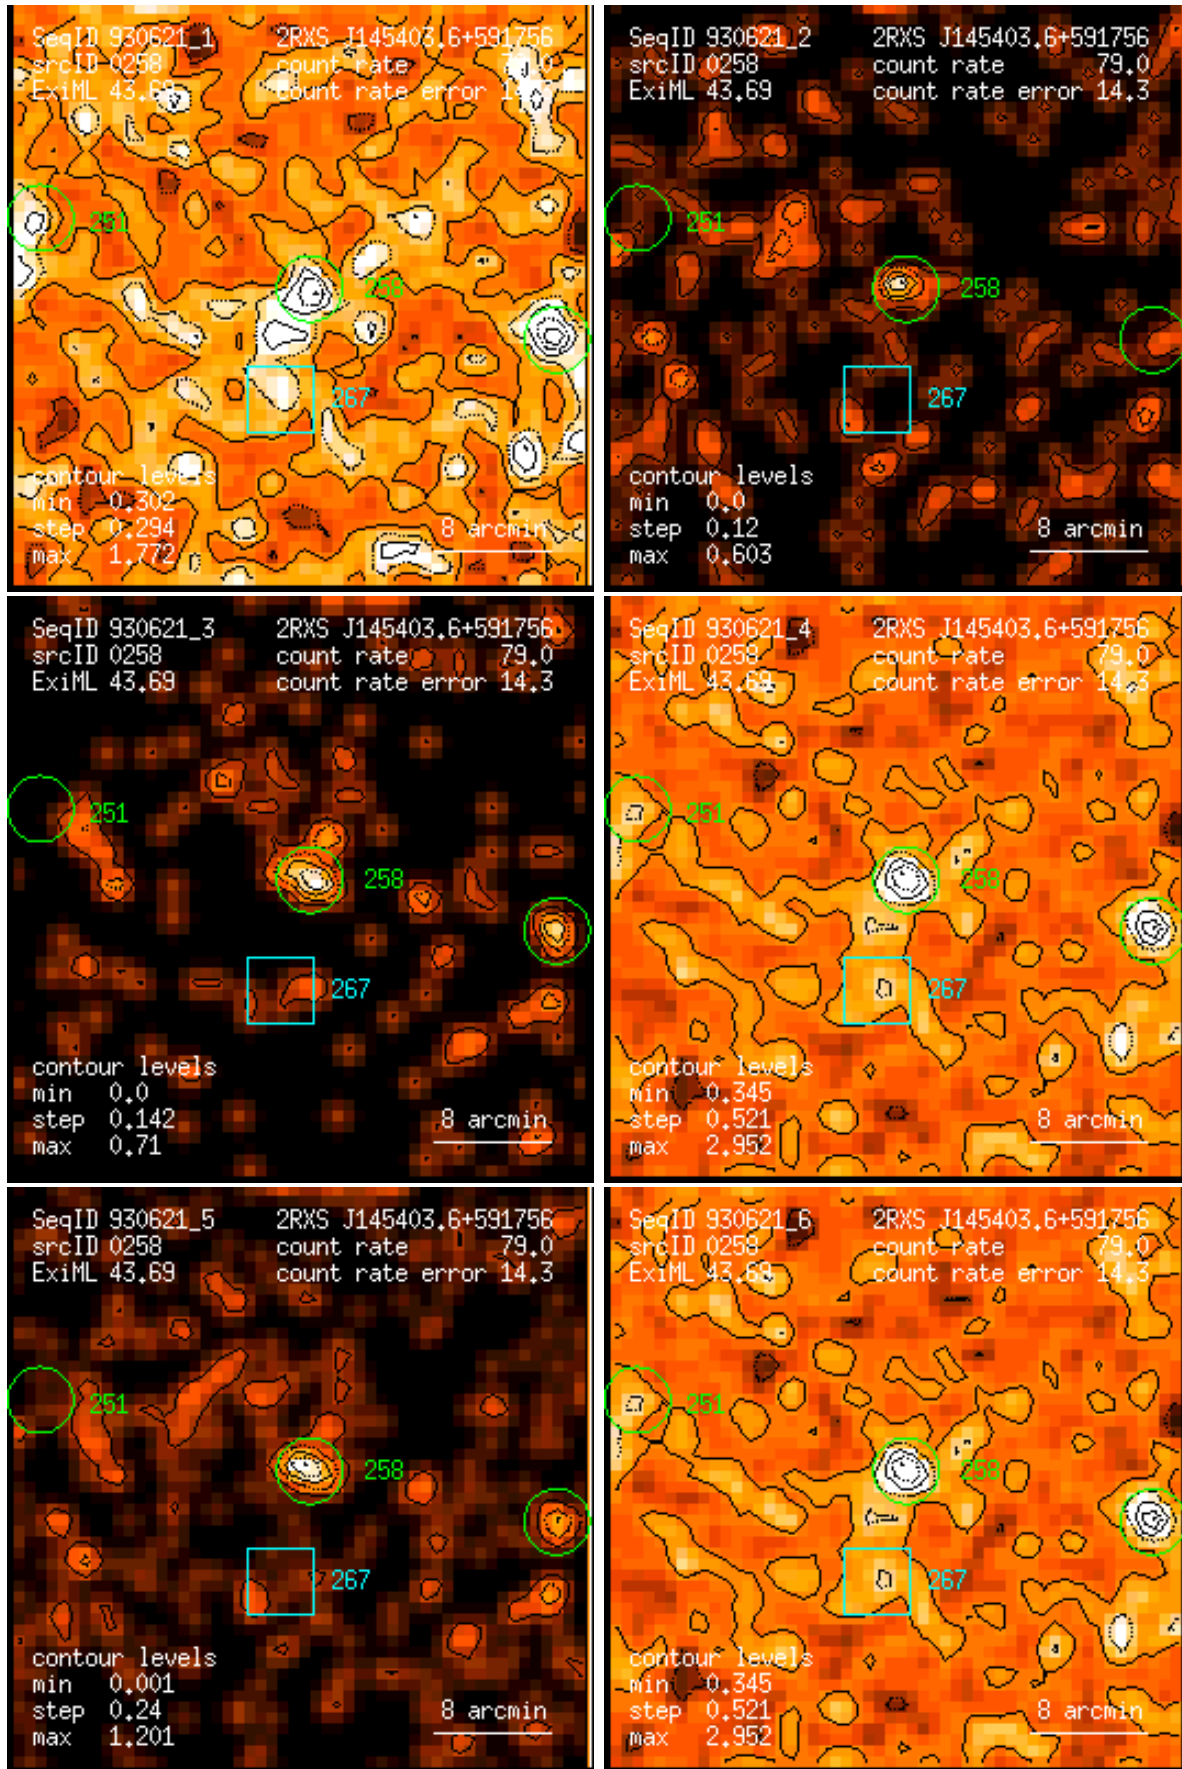 SeqID 930621_1 2RXS J145403.6+591756
srcID 0258 count rate 79.0
ExiML 43.69 count rate error 14.3
251
258
267
contour levels
min 0.302
step 0.294 8 arcmin
max 1.772
SeqID 930621_2 2RXS J145403.6+591756
srcID 0258 count rate 79.0
ExiML 43.69 count rate error 14.3
251
258
267
contour levels
min 0.0
step 0.12 8 arcmin
max 0.603
SeqID 930621_3 2RXS J145403.6+591756
srcID 0258 count rate 79.0
ExiML 43.69 count rate error 14.3
251
258
267
contour levels
min 0.0
step 0.142 8 arcmin
max 0.71
SeqID 930621_4 2RXS J145403.6+591756
srcID 0258 count rate 79.0
ExiML 43.69 count rate error 14.3
251
258
267
contour levels
min 0.345
step 0.521 8 arcmin
max 2.952
SeqID 930621_5 2RXS J145403.6+591756
srcID 0258 count rate 79.0
ExiML 43.69 count rate error 14.3
251
258
267
contour levels
min 0.001
step 0.24 8 arcmin
max 1.201
SeqID 930621_6 2RXS J145403.6+591756
srcID 0258 count rate 79.0
ExiML 43.69 count rate error 14.3
251
258
267
contour levels
min 0.345
step 0.521 8 arcmin
max 2.952